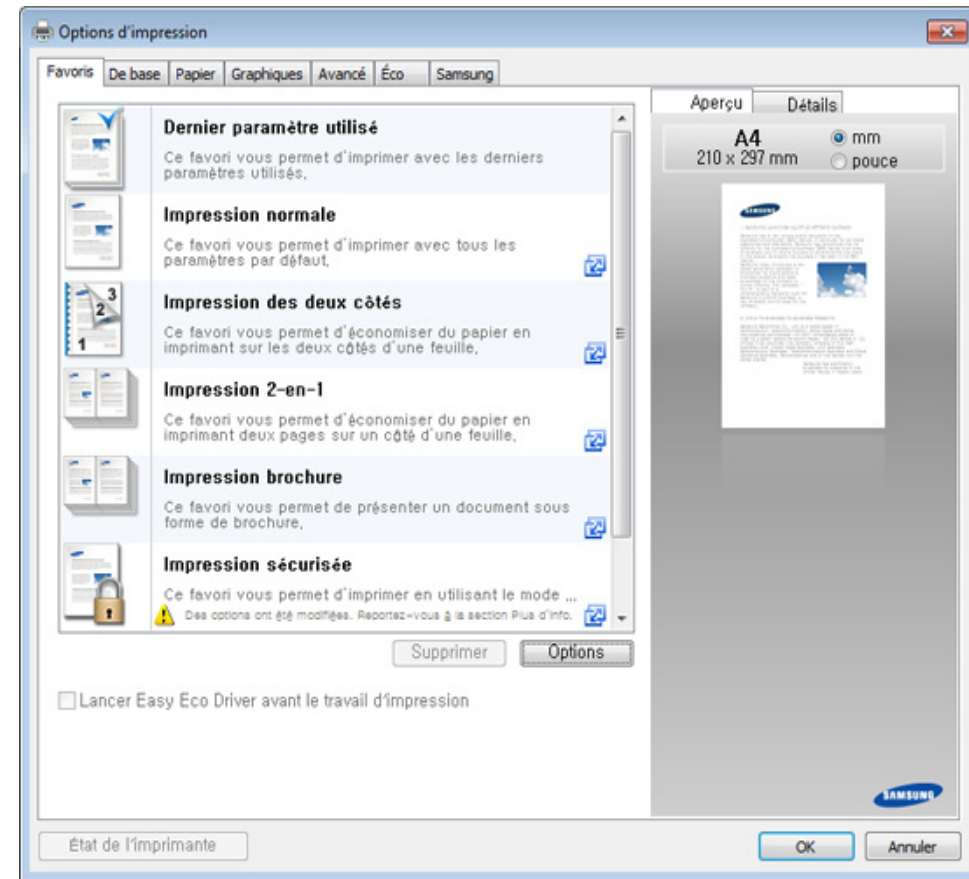 Options d'impression
Favoris De base Papier Graphiques Avancé Éco Samsung
Dernier paramètre utilisé
Ce favori vous permet d'imprimer avec les derniers
paramètres utilisés,
Impression normale
Ce favori vous permet d'imprimer avec tous les
paramètres par défaut,
3
2
1
Impression des deux côtés
Ce favori vous permet d'économiser du papier en
imprimant sur les deux côtés d'une feuille,
Impression 2-en-1
Ce favori vous permet d'économiser du papier en
imprimant deux pages sur un côté d'une feuille,
Impression brochure
Ce favori vous permet de présenter un document sous
forme de brochure,
Impression sécurisée
Ce favori vous permet d'imprimer en utilisant le mode ...
Des options ont été modifiées. Reportez-vous à la section Plus d'info.
Supprimer Options
Lancer Easy Eco Driver avant le travail d'impression
Aperçu Détails
A4
210 x 297 mm
mm
pouce
SAMSUNG
SAMSUNG
État de l'imprimante
OK Annuler